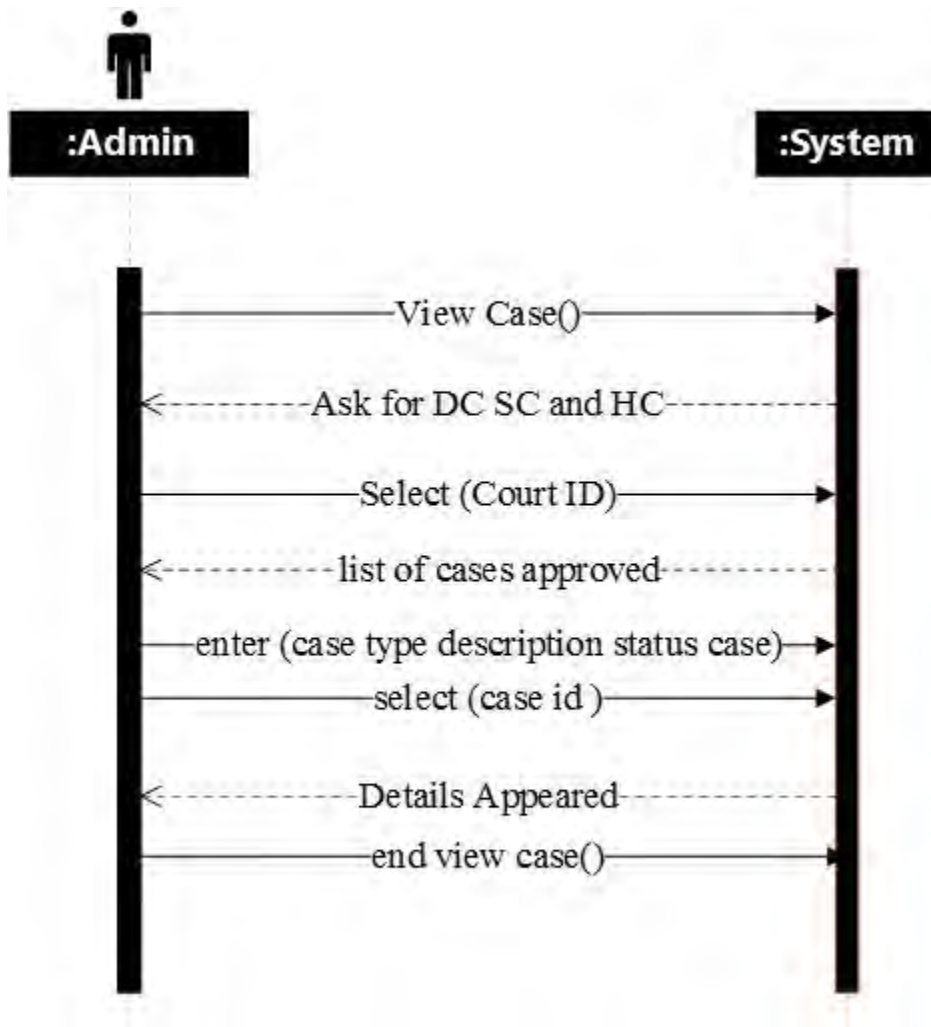 :Admin
:System
View Case()
Ask for DC SC and HC
Select (Court ID)
list of cases approved
enter (case type description status case)
select (case id )
Details Appeared
end view case()